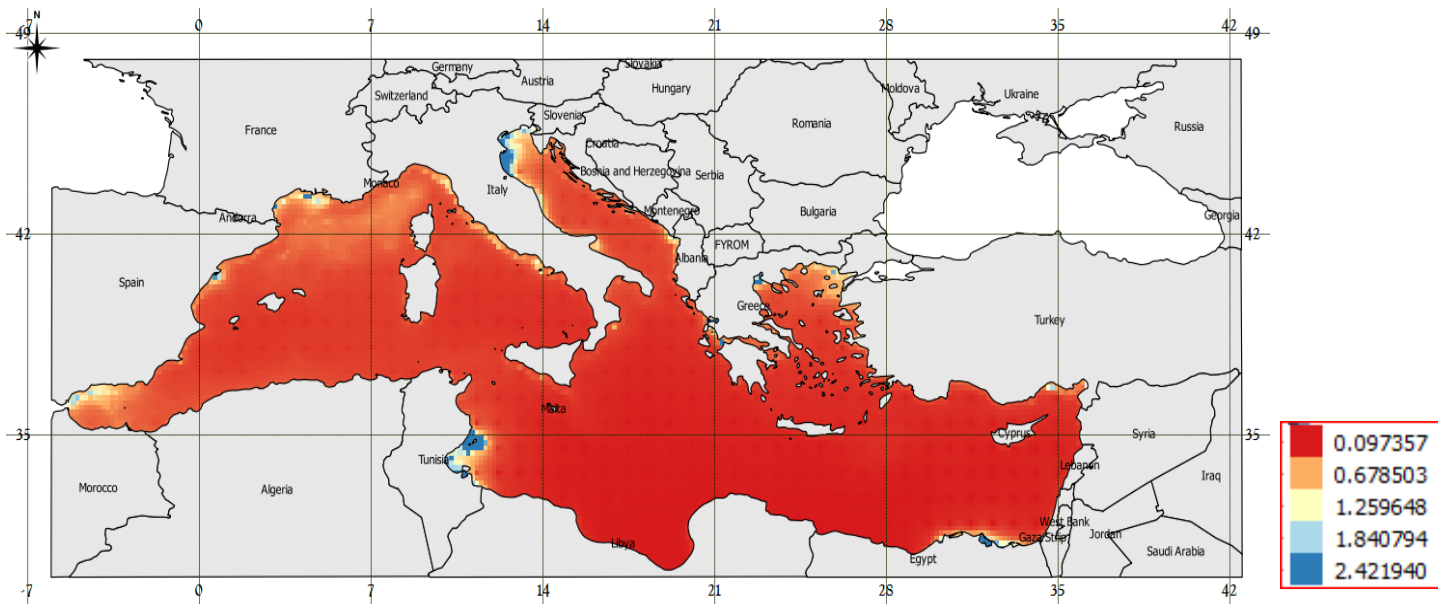 N
-7 0 7 14 21 28 35 42
49 49
Germany
Slovakia
Austria
Hungary
Switzerland
Moldova
Ukraine
France
Slovenia
Romania
Russia
Croatia
Bosnia and Herzegovina
Serbia
Monaco
Italy
Montenegro
Bulgaria
Georgia
Andorra
42 42
FYROM
Albania
Spain
Greece
Turkey
Malta
35 35
Cyprus
Syria
Tunisia
Lebanon
Iraq
Morocco
Algeria
West Bank
Gaza Strip
Jordan
Libya
Saudi Arabia
Egypt
-7 0 7 14 21 28 35 42
0.097357
0.678503
1.259648
1.840794
2.421940